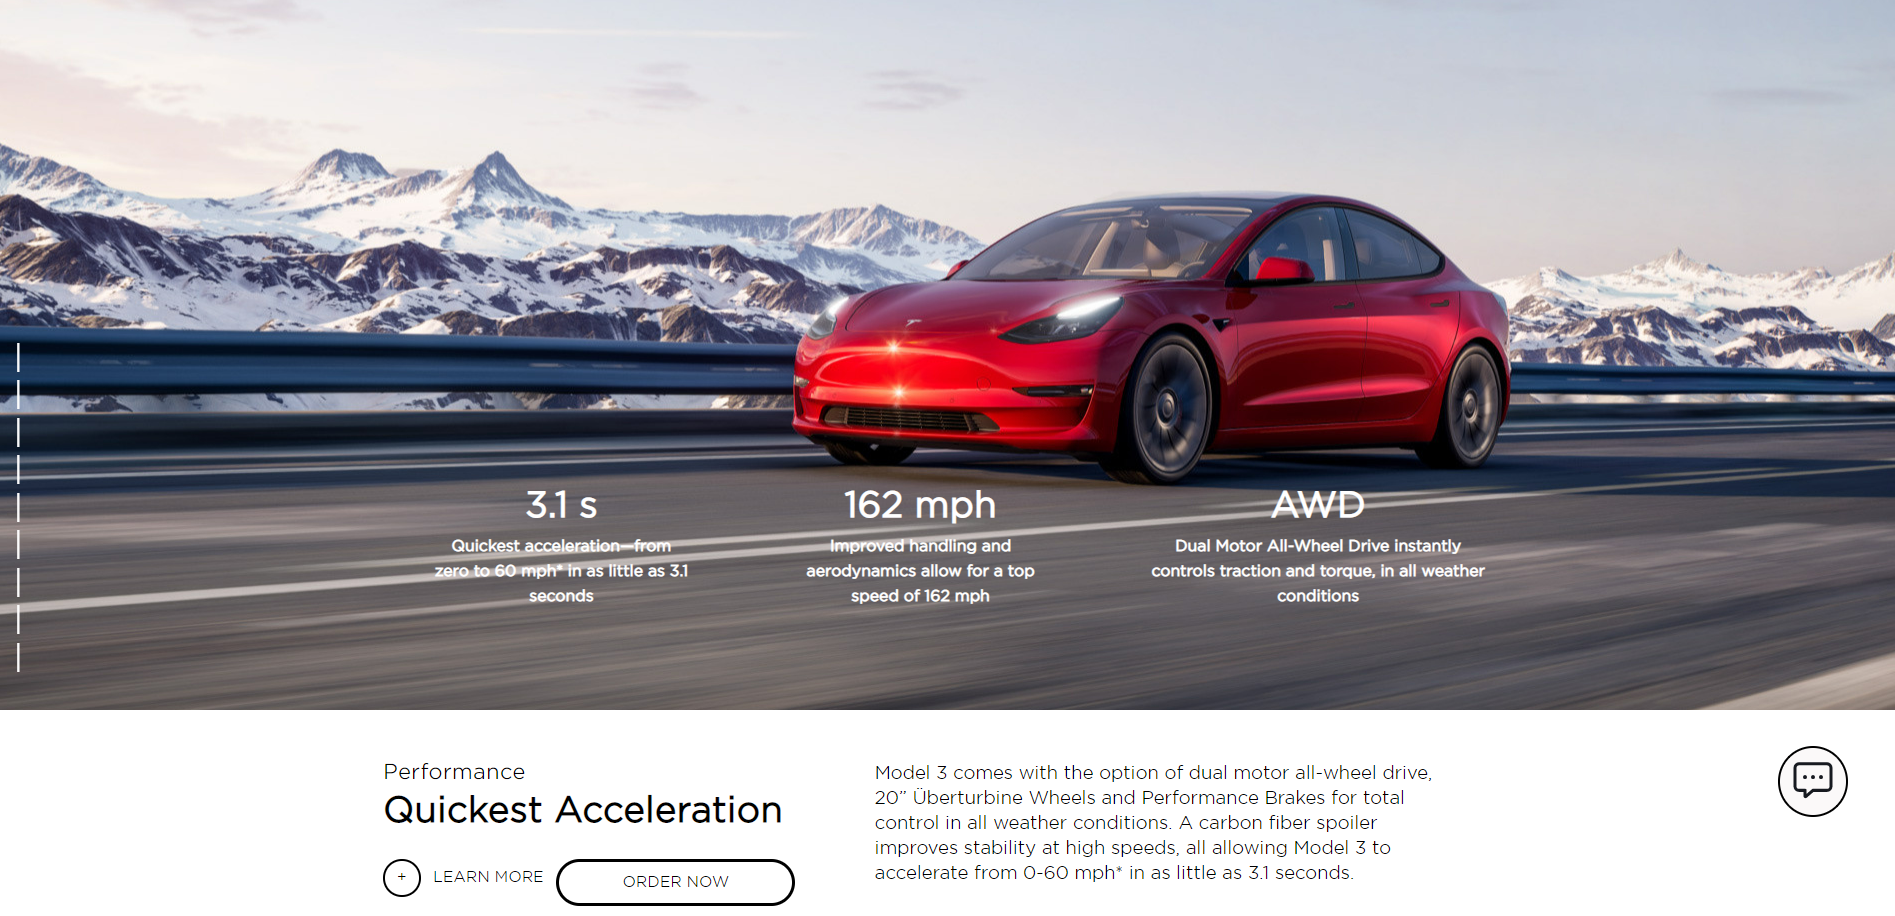 3.1 s
Quickest acceleration—from
zero to 60 mph* in as little as 3.1
seconds
162 mph
Improved handling and
aerodynamics allow for a top
speed of 162 mph
AWD
Dual Motor All-Wheel Drive instantly
controls traction and torque, in all weather
conditions
Performance
Quickest Acceleration
+ LEARN MORE
ORDER NOW
Model 3 comes with the option of dual motor all-wheel drive,
20” Überturbine Wheels and Performance Brakes for total
control in all weather conditions. A carbon fiber spoiler
improves stability at high speeds, all allowing Model 3 to
accelerate from 0-60 mph* in as little as 3.1 seconds.